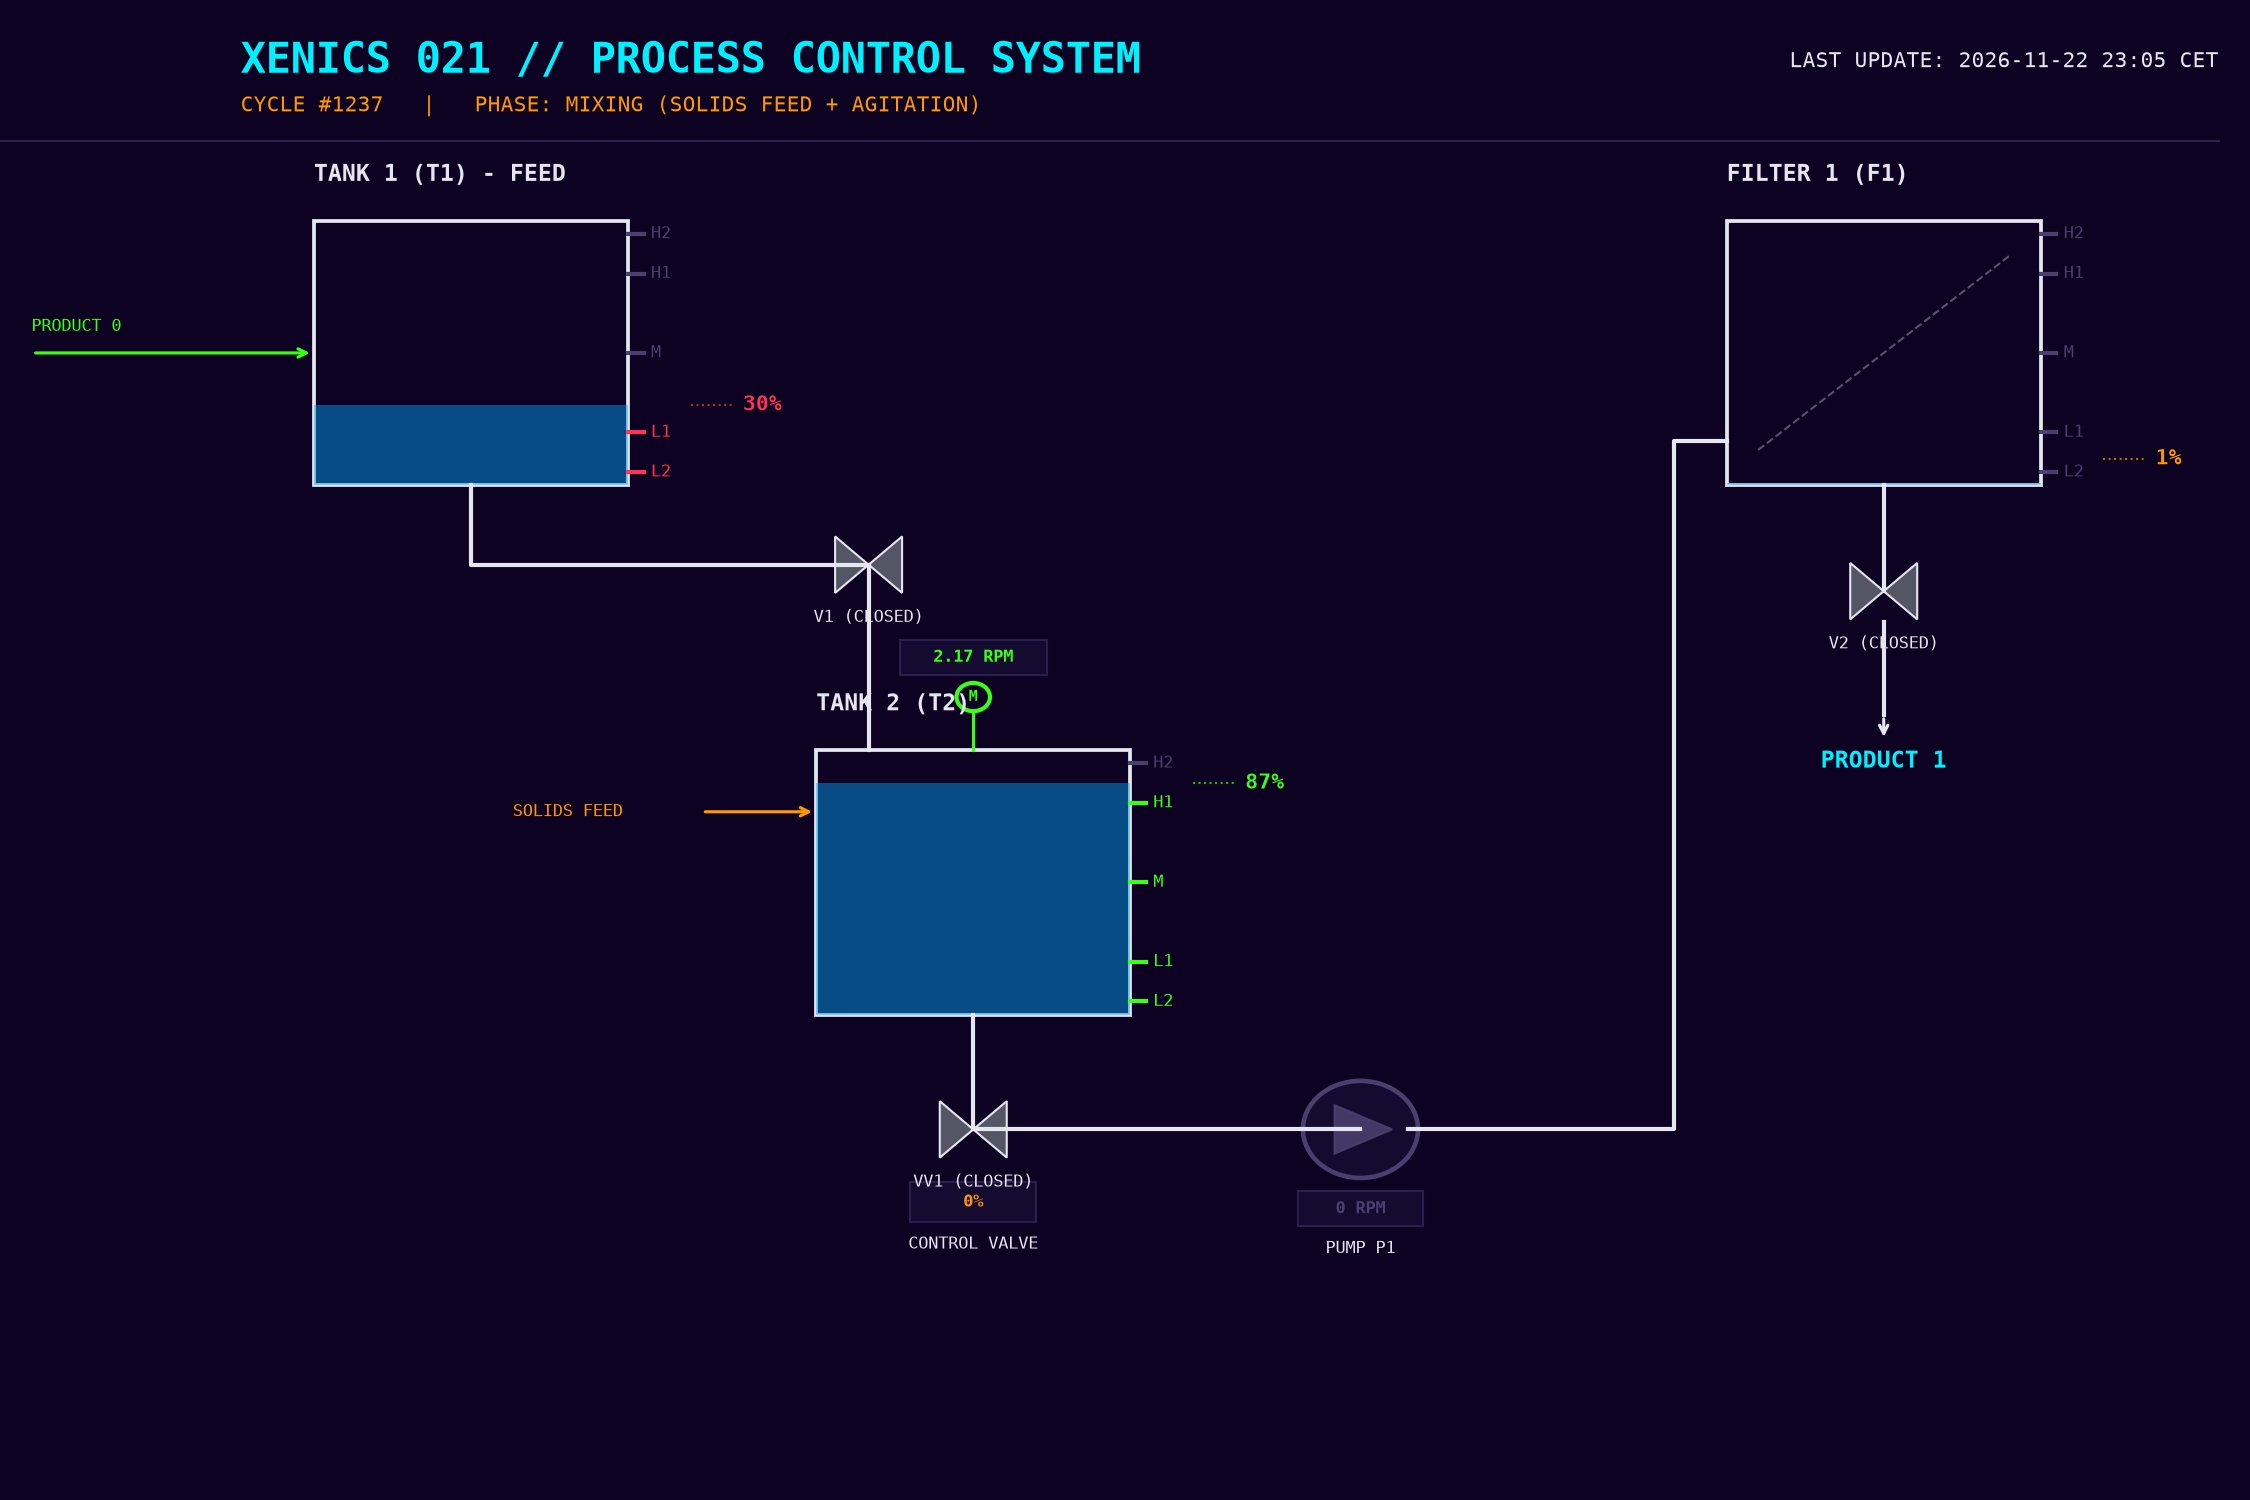 XENICS 021 // PROCESS CONTROL SYSTEM
LAST UPDATE: 2026-11-22 23:05 CET
CYCLE #1237 | PHASE: MIXING (SOLIDS FEED + AGITATION)
TANK 1 (T1) - FEED
FILTER 1 (F1)
H2
H1
M
L1
L2
30%
PRODUCT 0
H2
H1
M
L1
L2
1%
V1 (CLOSED)
V2 (CLOSED)
2.17 RPM
M
TANK 2 (T2)
PRODUCT 1
H2
87%
H1
SOLIDS FEED
M
L1
L2
VV1 (CLOSED)
0%
CONTROL VALVE
0 RPM
PUMP P1